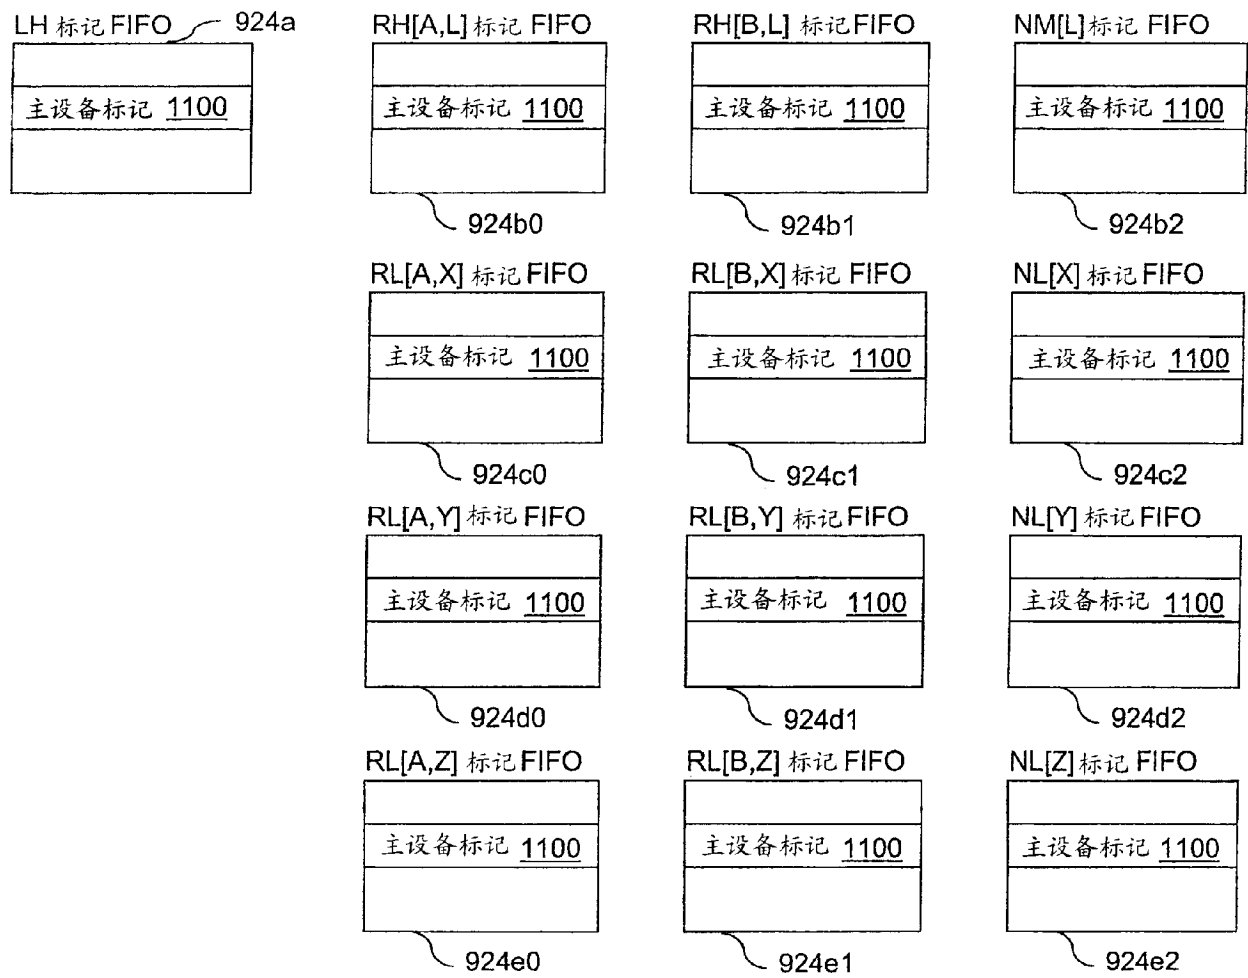 LH 标记 FIFO 924a RH[A,L] 标记 FIFO RH[B,L] 标记 FIFO NM[L] 标记 FIFO
主设备标记 1100 主设备标记 1100 主设备标记 1100 主设备标记 1100
924b0 924b1 924b2
RL[A,X] 标记 FIFO RL[B,X] 标记 FIFO NL[X] 标记 FIFO
主设备标记 1100 主设备标记 1100 主设备标记 1100
924c0 924c1 924c2
RL[A,Y] 标记 FIFO RL[B,Y] 标记 FIFO NL[Y] 标记 FIFO
主设备标记 1100 主设备标记 1100 主设备标记 1100
924d0 924d1 924d2
RL[A,Z] 标记 FIFO RL[B,Z] 标记 FIFO NL[Z] 标记 FIFO
主设备标记 1100 主设备标记 1100 主设备标记 1100
924e0 924e1 924e2